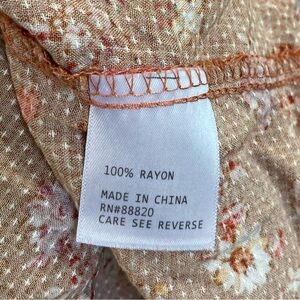 100% RAYON
MADE IN CHINA
RN#88820
CARE SEE REVERSE